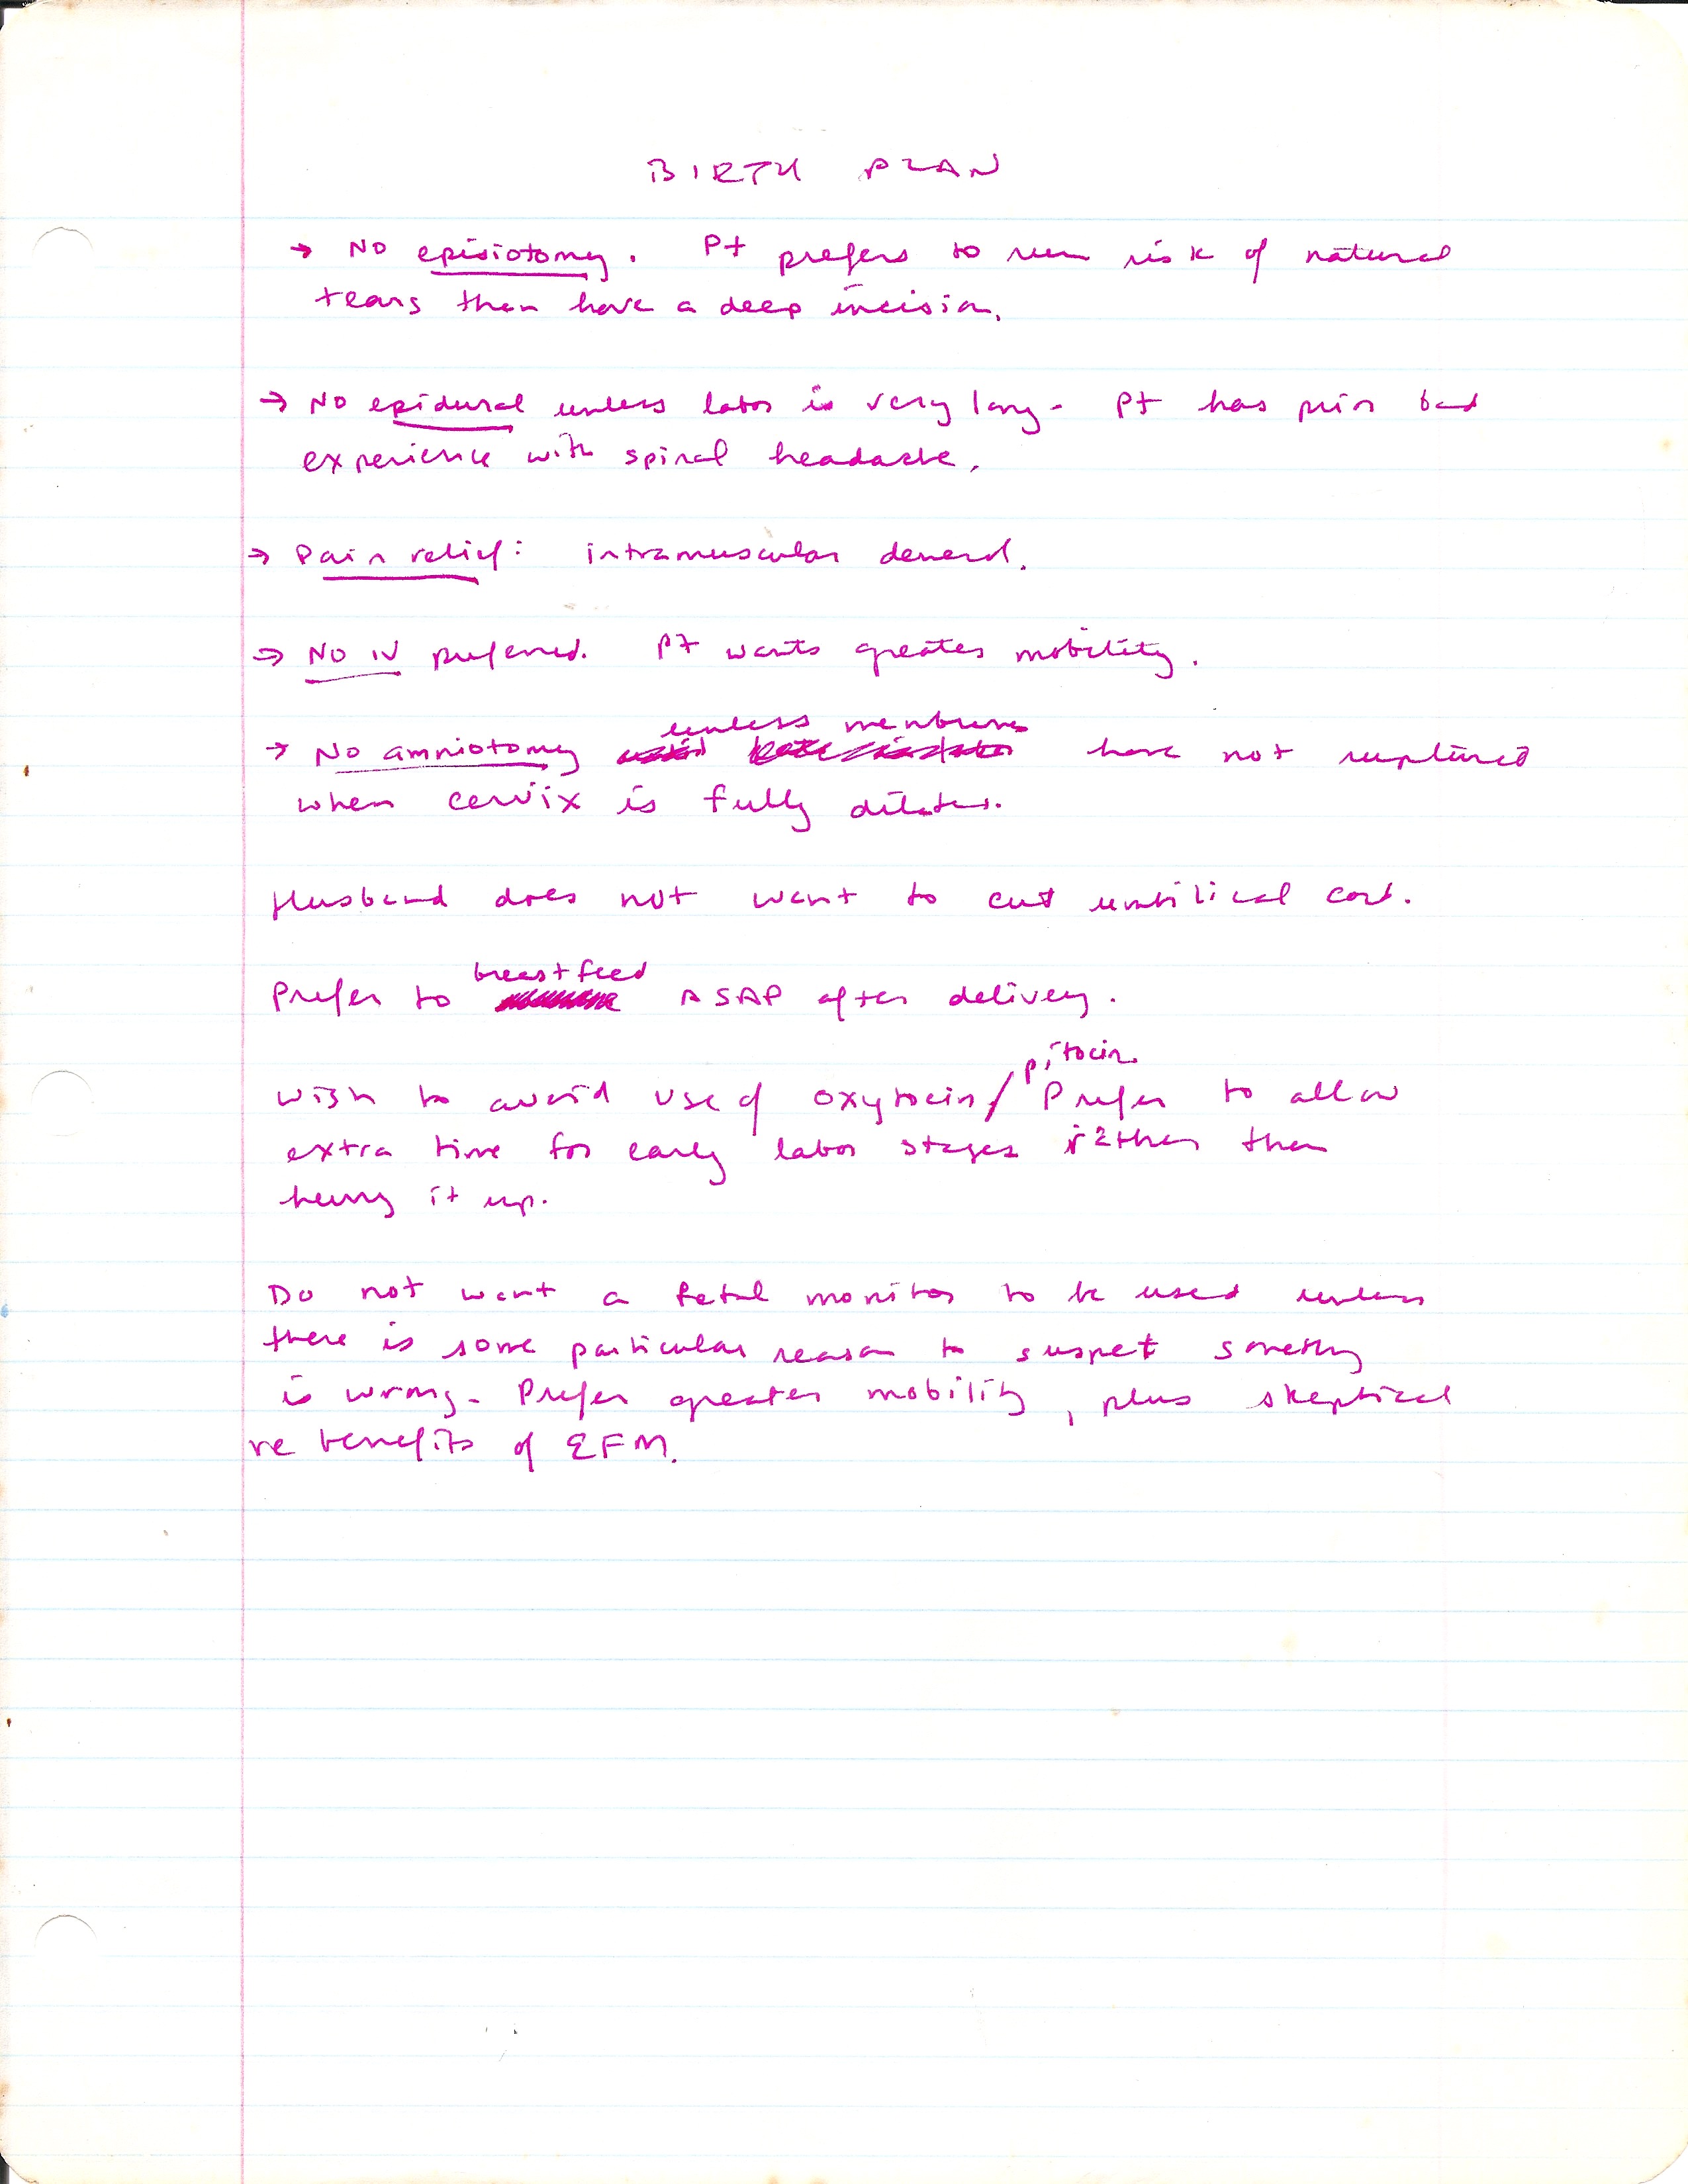 BIRTH PLAN
→ NO episiotomy. Pt prefers to run risk of natural
tears than have a deep incision.
→ NO epidural unless labor is very long. Pt has prior bad
experience with spinal headache.
→ Pain relief: intramuscular demerol.
→ NO IV preferred. Pt wants greater mobility.
unless membranes
→ No amniotomy have not ruptured
when cervix is fully dilated.
Husband does not want to cut umbilical cord.
breastfeed
Prefer to ASAP after delivery.
pitocin.
Wish to avoid use of oxytocin/ Prefer to allow
extra time for early labor stages rather than
it up.
Do not want a fetal monitor to be used unless
there is some particular reason to suspect something
is wrong. Prefer greater mobility, plus skeptical
re benefits of EFM.